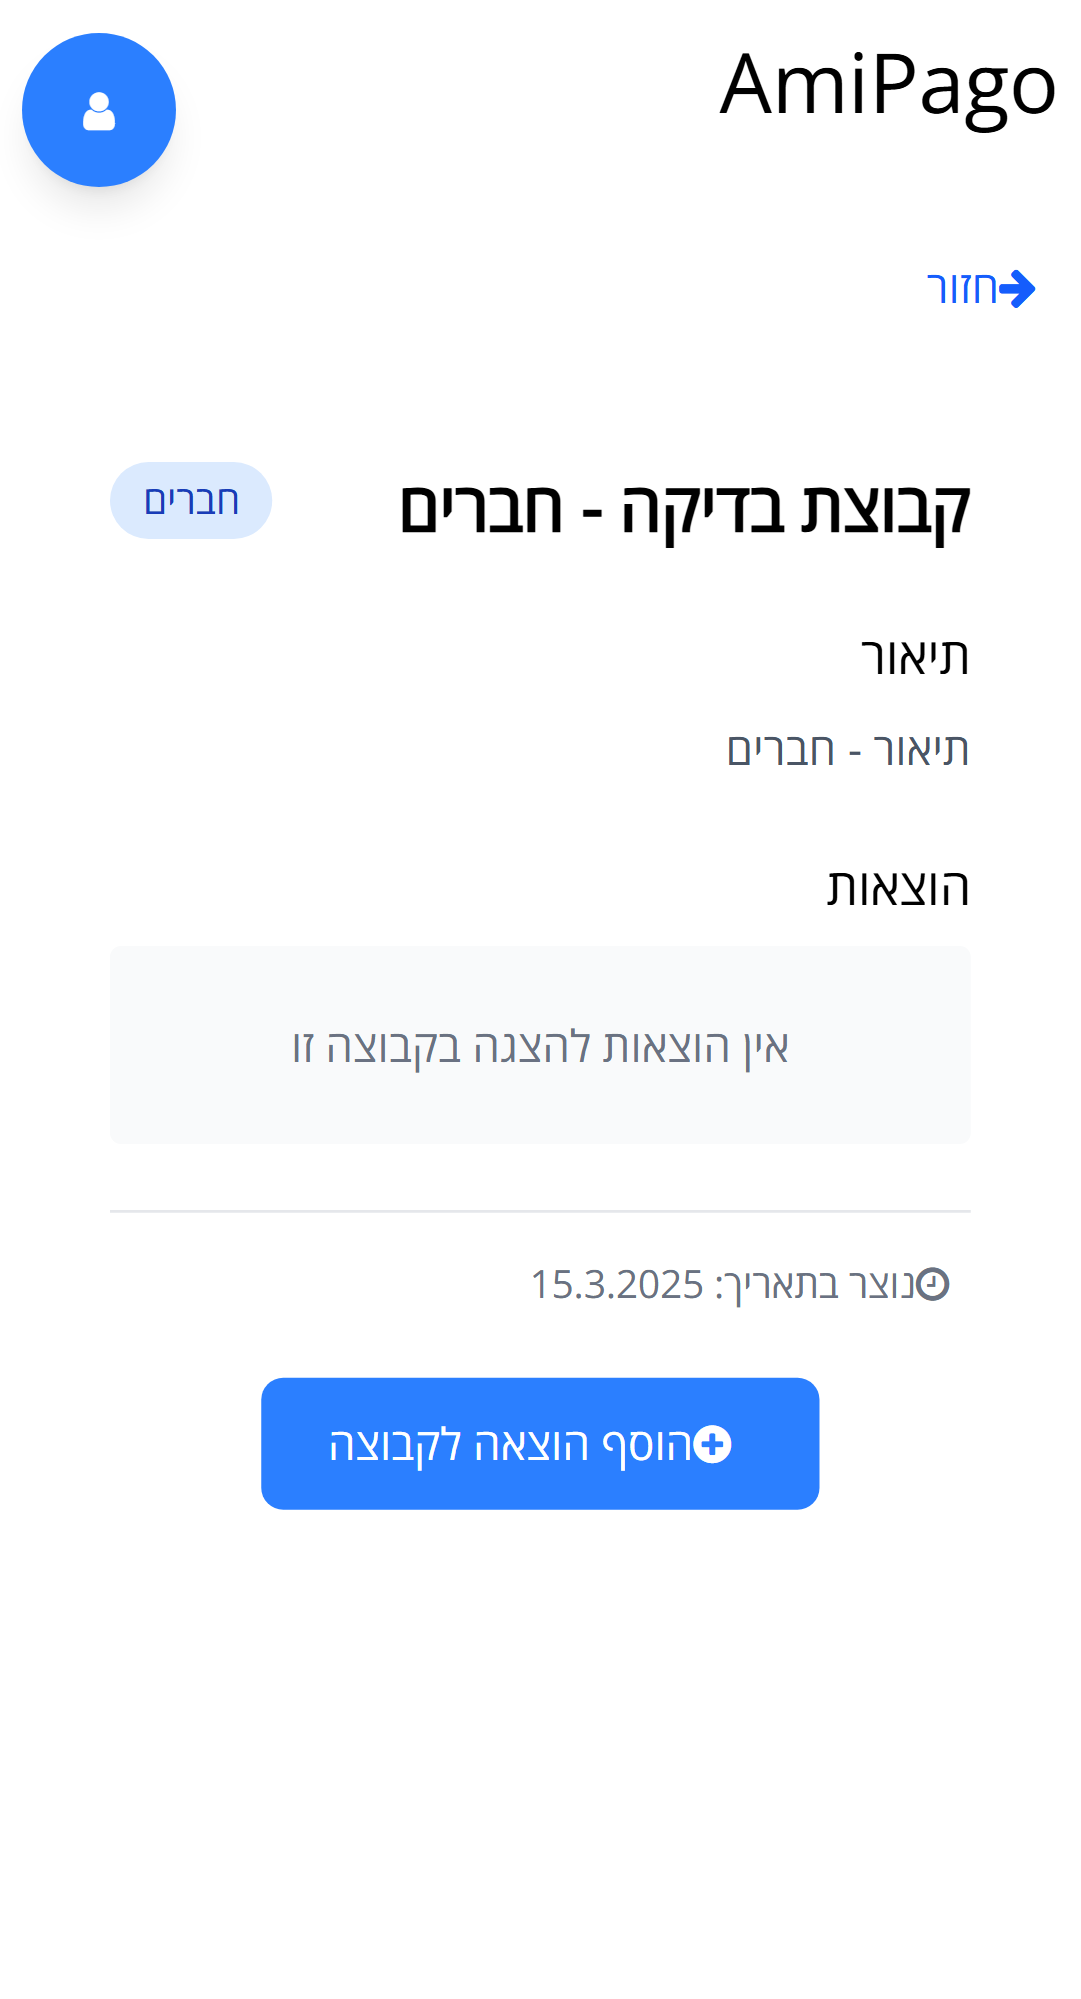 AmiPago
חזור
קבוצת בדיקה - חברים
חברים
תיאור
תיאור - חברים
הוצאות
אין הוצאות להצגה בקבוצה זו
נוצר בתאריך: 15.3.2025
הוסף הוצאה לקבוצה